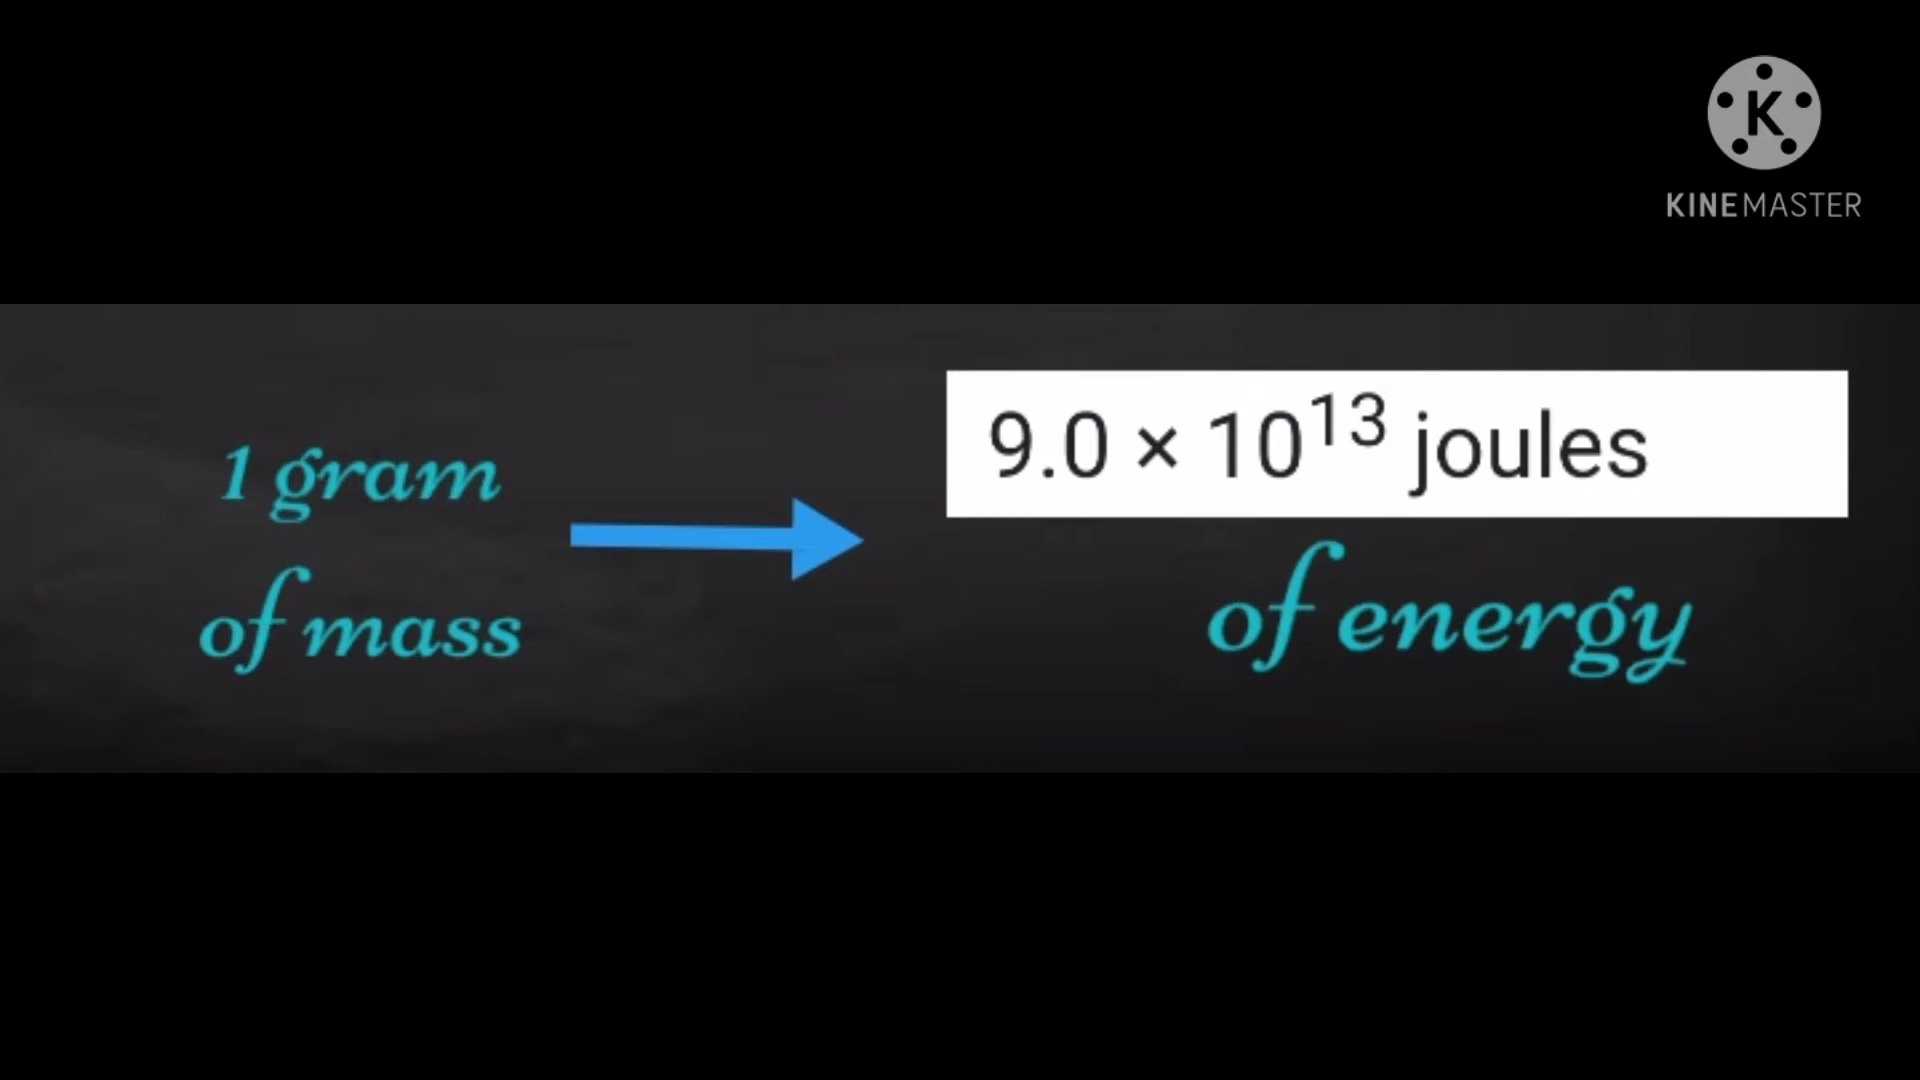 K
KINEMASTER
1 gram
of mass
9.0 × 10¹³ joules
of energy